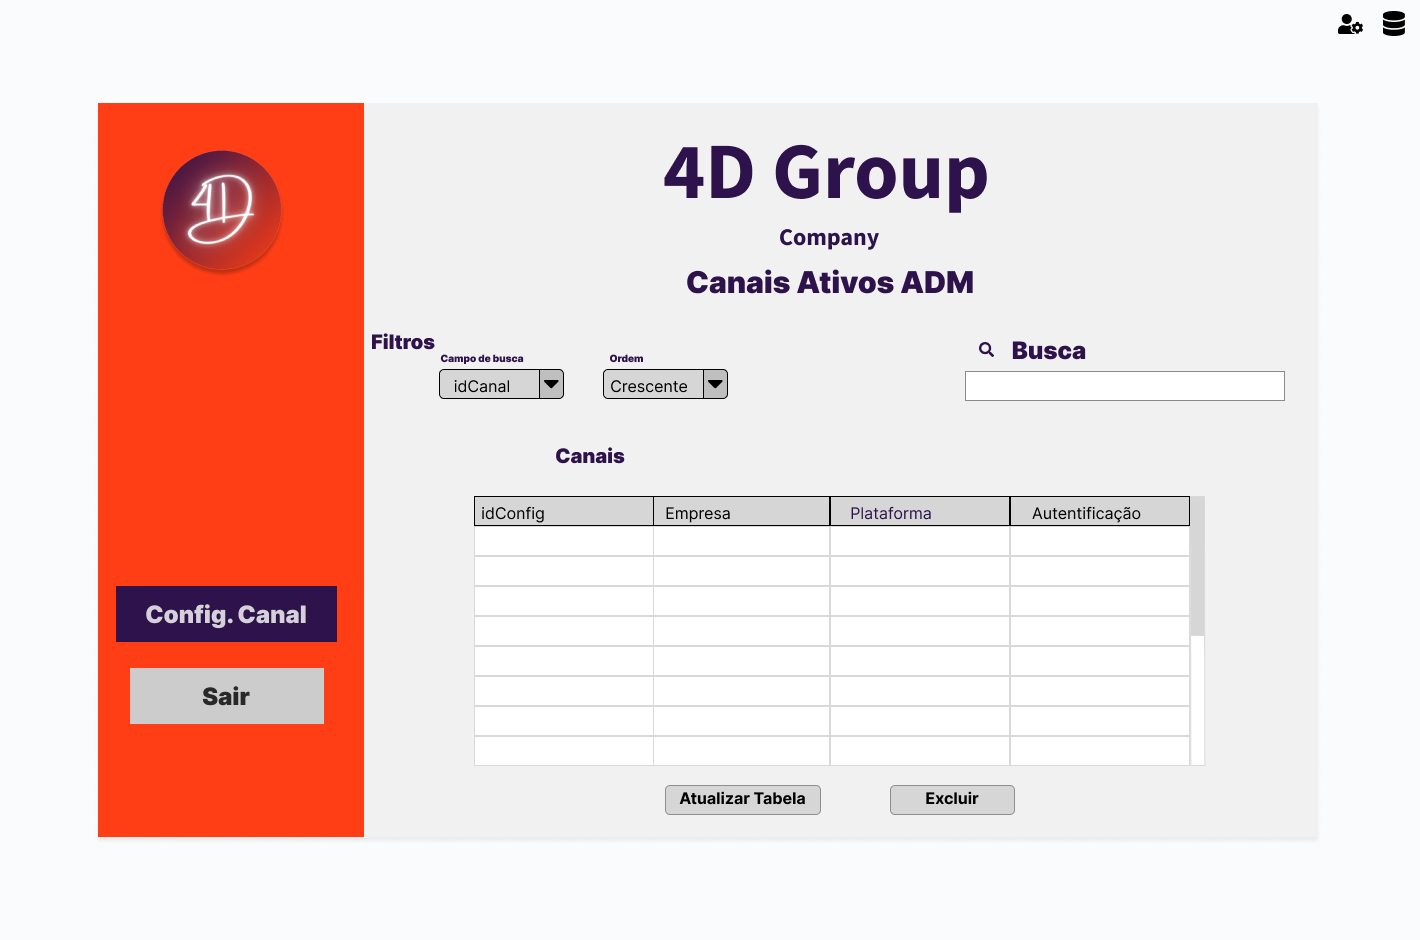 4D
4D Group
Company
Canais Ativos ADM
Filtros
Campo de busca
Ordem
idCanal
Crescente
Busca
Canais
idConfig Empresa Plataforma Autentificação
Config. Canal
Sair
Atualizar Tabela
Excluir